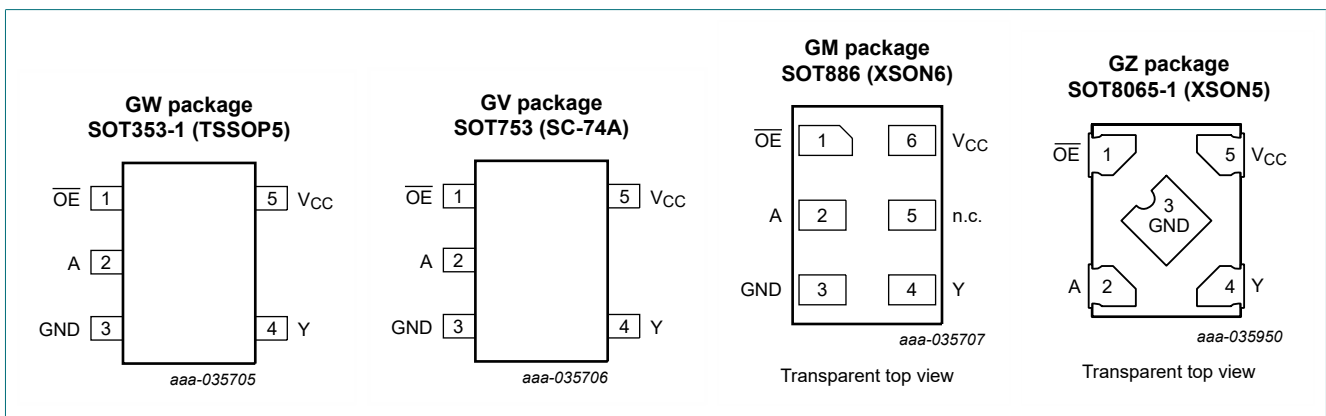 GW package
SOT353-1 (TSSOP5)
OE 1
5 VCC
A 2
GND 3
4 Y
aaa-035705
GV package
SOT753 (SC-74A)
OE 1
5 VCC
A 2
GND 3
4 Y
aaa-035706
GM package
SOT886 (XSON6)
OE 1
6 VCC
A 2
5 n.c.
GND 3
4 Y
aaa-035707
Transparent top view
GZ package
SOT8065-1 (XSON5)
OE 1
5 VCC
3
GND
A 2
4 Y
aaa-035950
Transparent top view